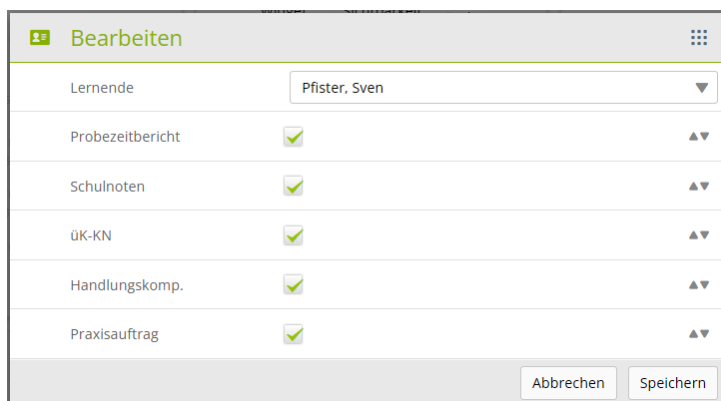 Bearbeiten
Lernende Pfister, Sven
Probezeitbericht
Schulnoten
üK-KN
Handlungskomp.
Praxisauftrag
Abbrechen Speichern